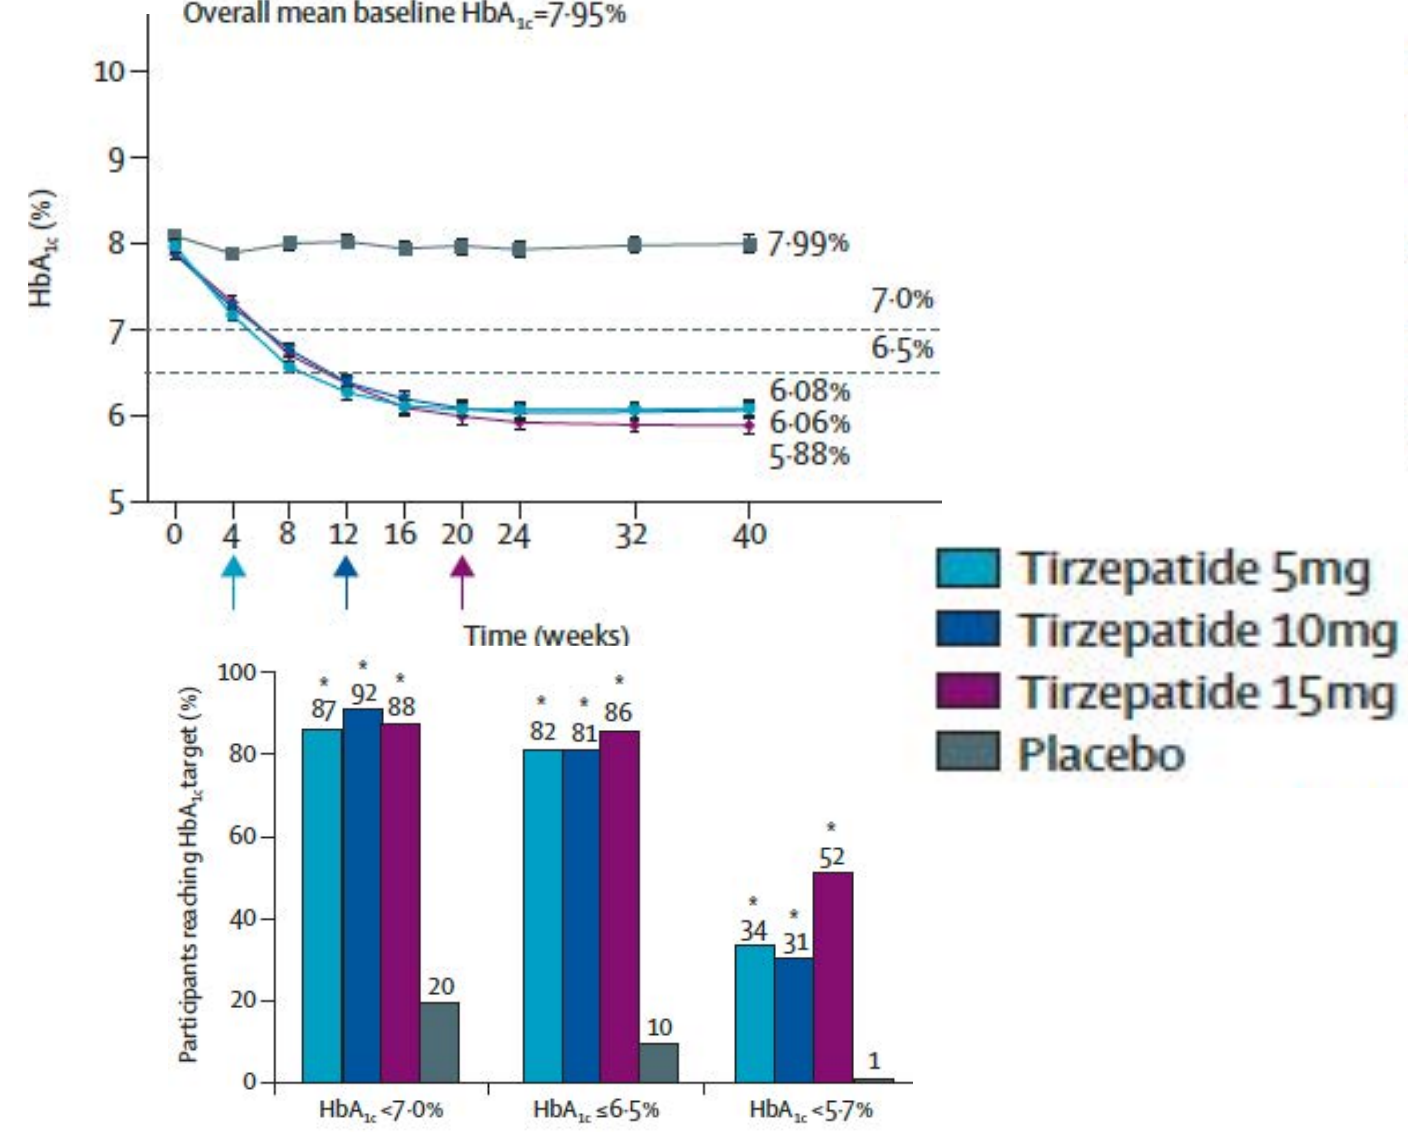 Overall mean baseline HbA1c=7·95%
HbA1c (%)
10
9
8
7
6
5
7·99%
7·0%
6·5%
6·08%
6·06%
5·88%
0 4 8 12 16 20 24 32 40
Time (weeks)
Tirzepatide 5mg
Tirzepatide 10mg
Tirzepatide 15mg
Placebo
Participants reaching HbA1c target (%)
100
80
60
40
20
0
* * *
87 92 88 20
* * *
82 81 86 10
* * *
34 31 52 1
HbA1c <7·0% HbA1c ≤6·5% HbA1c <5·7%